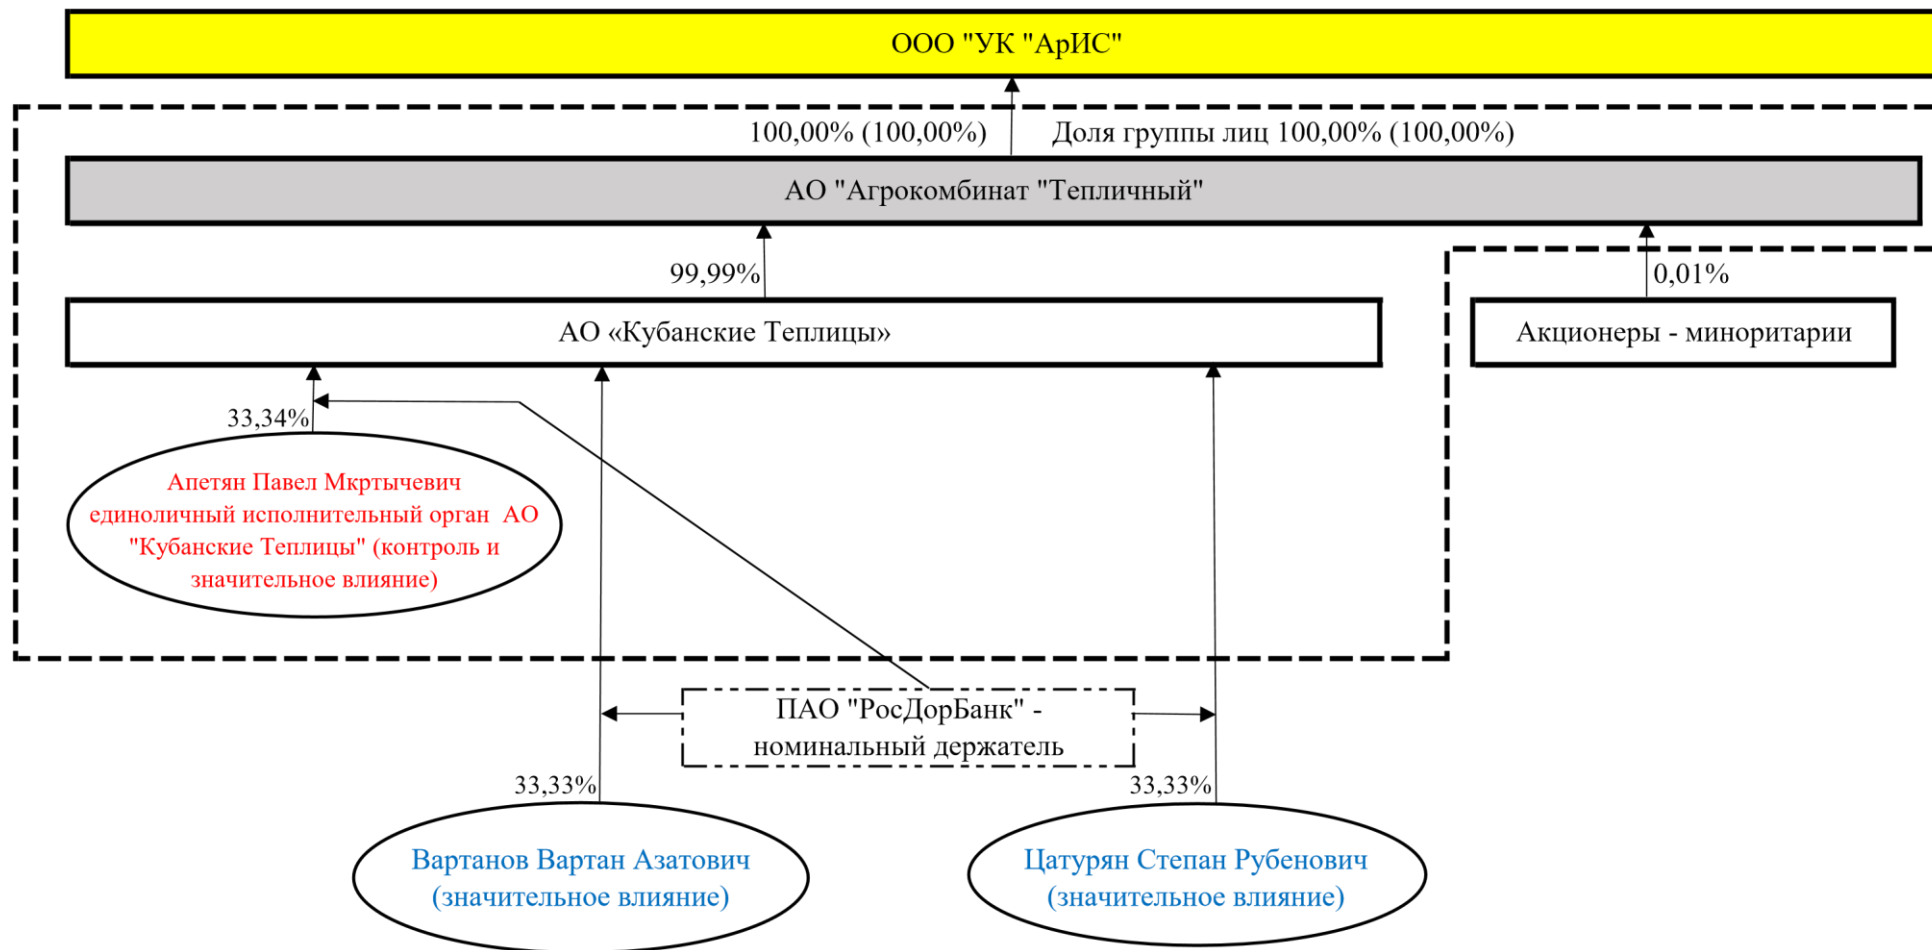 ООО "УК "АрИС"
100,00% (100,00%) Доля группы лиц 100,00% (100,00%)
АО "Агрокомбинат "Тепличный"
99,99%
0,01%
АО «Кубанские Теплицы»
Акционеры - миноритарии
33,34%
Апетян Павел Мкртычевич
единоличный исполнительный орган АО
"Кубанские Теплицы" (контроль и
значительное влияние)
ПАО "РосДорБанк" -
номинальный держатель
33,33%
33,33%
Вартанов Вартан Азатович
(значительное влияние)
Цатурян Степан Рубенович
(значительное влияние)